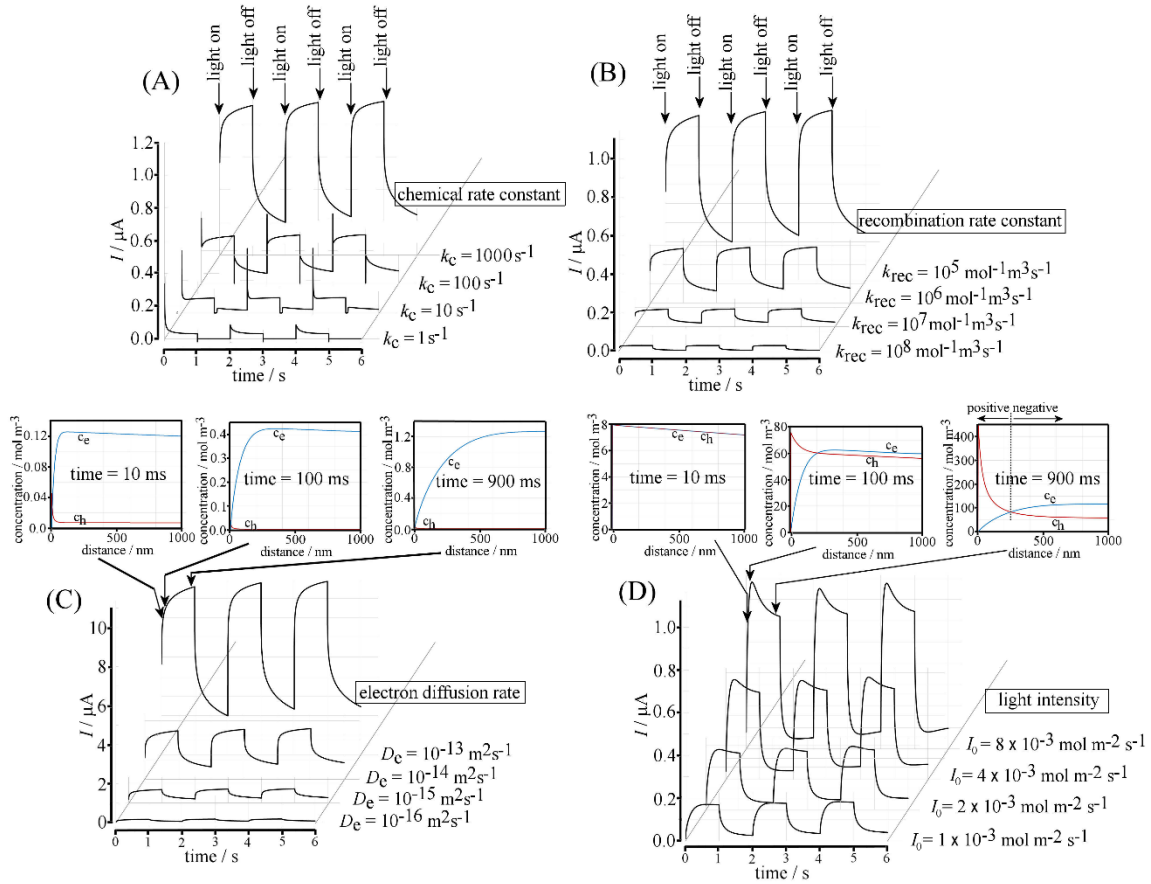 (A)
light on
light off
light on
light off
light on
light off
1.2
1.0
0.8
0.6
0.4
0.2
0.0
I / μA
chemical rate constant
kc = 1000 s-1
kc = 100 s-1
kc = 10 s-1
kc = 1 s-1
0 1 2 3 4 5 6
time / s
(B)
light on
light off
light on
light off
light on
light off
1.0
0.8
0.6
0.4
0.2
0.0
I / μA
recombination rate constant
krec = 10^5 mol-1m3s-1
krec = 10^6 mol-1m3s-1
krec = 10^7 mol-1m3s-1
krec = 10^8 mol-1m3s-1
0 1 2 3 4 5 6
time / s
concentration / mol m-3
0.12
0.08
0.04
0.0
ce
time = 10 ms
ch
0 500 1000
distance / nm
0.4
0.3
0.2
0.1
0.0
ce
time = 100 ms
ch
0 500 1000
distance / nm
concentration / mol m-3
1.2
0.8
0.4
0.0
ce
time = 900 ms
ch
0 500 1000
distance / nm
(C)
10
8
6
4
2
0
I / μA
electron diffusion rate
De = 10-13 m2s-1
De = 10-14 m2s-1
De = 10-15 m2s-1
De = 10-16 m2s-1
0 1 2 3 4 5 6
time / s
concentration / mol m-3
8
6
4
2
0
ce ch
time = 10 ms
0 500 1000
distance / nm
80
60
40
20
0
ce
ch
time = 100 ms
0 500 1000
distance / nm
positive negative
concentration / mol m-3
400
300
200
100
0
time = 900 ms
ce
ch
0 500 1000
distance / nm
(D)
1.0
0.8
0.6
0.4
0.2
0
I / μA
light intensity
I0 = 8 x 10-3 mol m-2 s-1
I0 = 4 x 10-3 mol m-2 s-1
I0 = 2 x 10-3 mol m-2 s-1
I0 = 1 x 10-3 mol m-2 s-1
0 1 2 3 4 5 6
time / s